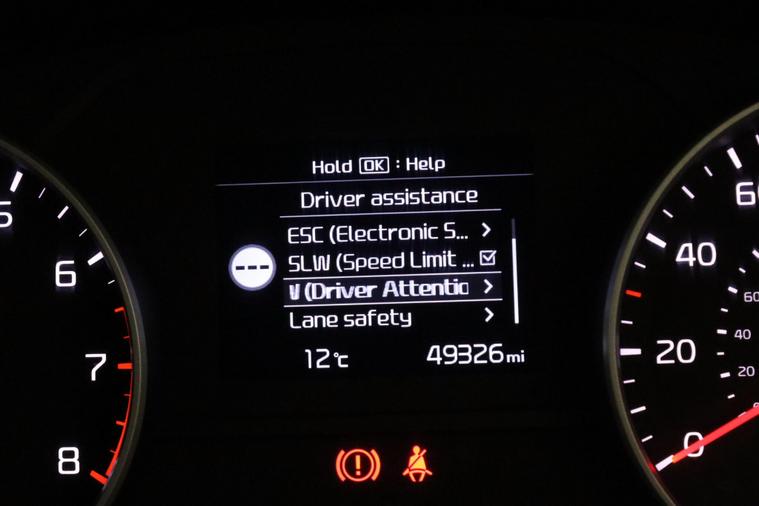 Hold OK : Help
Driver assistance
ESC (Electronic S...
SLW (Speed Limit ...
(Driver Attentio
Lane safety
12°C 49326 mi
5
6
7
8
60
40
20
0
60
40
20